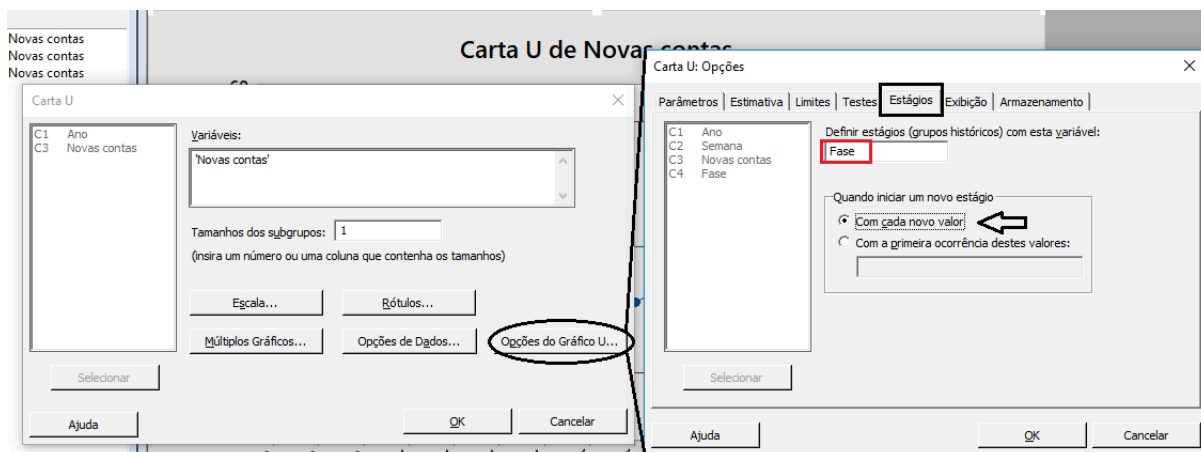 Novas contas
Novas contas
Novas contas
Carta U de Novas contas
60
Carta U
C1 Ano
C3 Novas contas
Variáveis:
'Novas contas'
Tamanhos dos subgrupos: 1
(insira um número ou uma coluna que contenha os tamanhos)
Escala...
Rótulos...
Múltiplos Gráficos...
Opções de Dados...
Opções do Gráfico U...
Selecionar
Ajuda
OK
Cancelar
Carta U: Opções
Parâmetros Estimativa Limites Testes Estágios Exibição Armazenamento
C1 Ano
C2 Semana
C3 Novas contas
C4 Fase
Definir estágios (grupos históricos) com esta variável:
Fase
Quando iniciar um novo estágio
Com cada novo valor
Com a primeira ocorrência destes valores:
Selecionar
Ajuda
OK
Cancelar